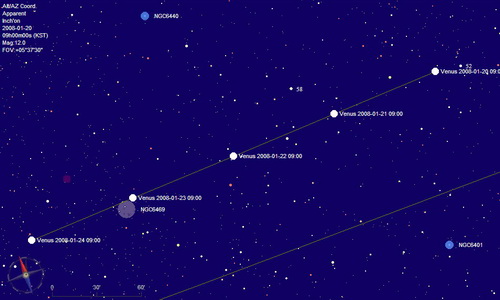 Alt/AZ Coord.
Apparent
Inch'on
2008-01-20
09h00m00s (KST)
Mag:12.0
FOV:+05°37'30"
NGC6440
52
Venus 2008-01-20 09:0
58
Venus 2008-01-21 09:00
Venus 2008-01-22 09:00
Venus 2008-01-23 09:00
NGC6469
Venus 2008-01-24 09:00
NGC6401
0 30' 60'